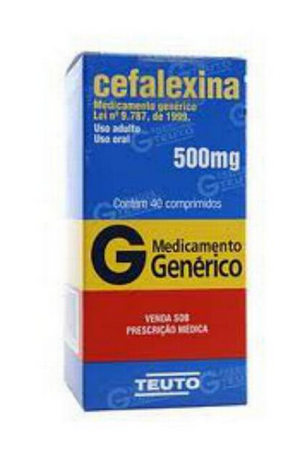 cefalexina
Medicamento genérico
Lei nº 9.787, de 1999.
Uso adulto
Uso oral
500mg
Contém 40 comprimidos
G Medicamento
Genérico
VENDA SOB
PRESCRIÇÃO MÉDICA
TEUTO